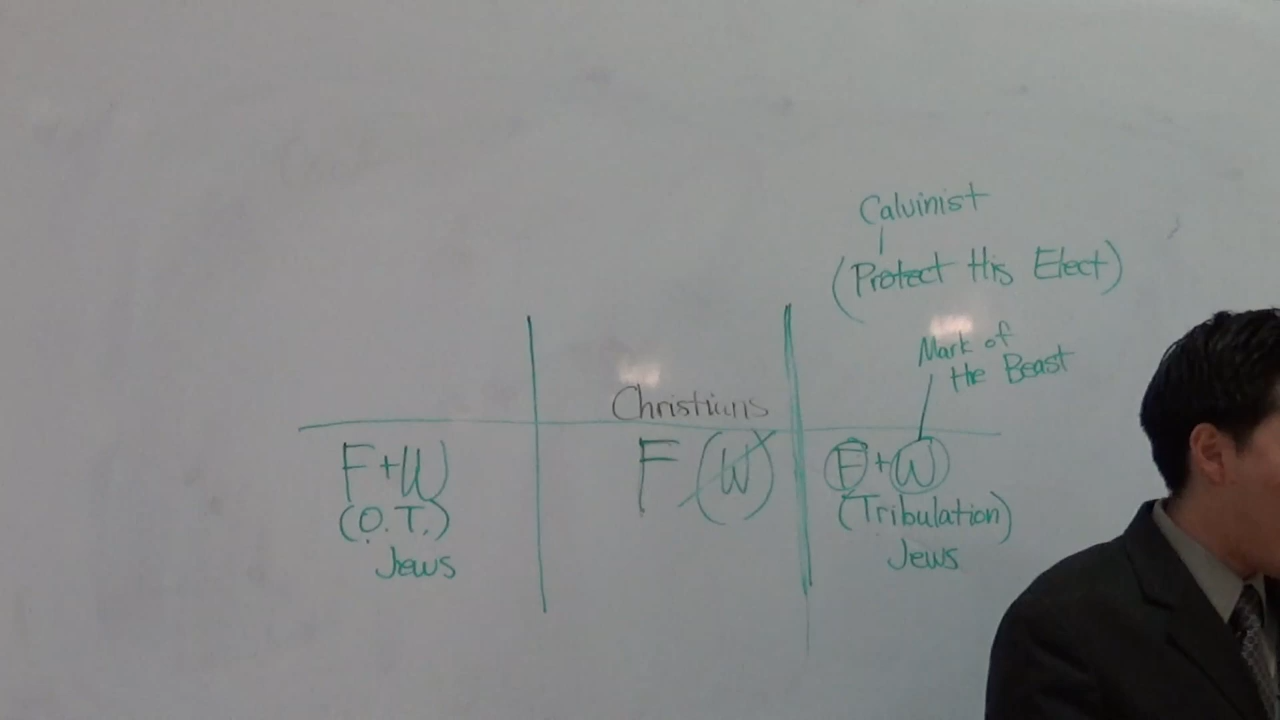 Calvinist
(Protect His Elect)
Mark of
the Beast
Christians
F+W
(O.T.)
Jews
F (W)
F+W
(Tribulation)
Jews